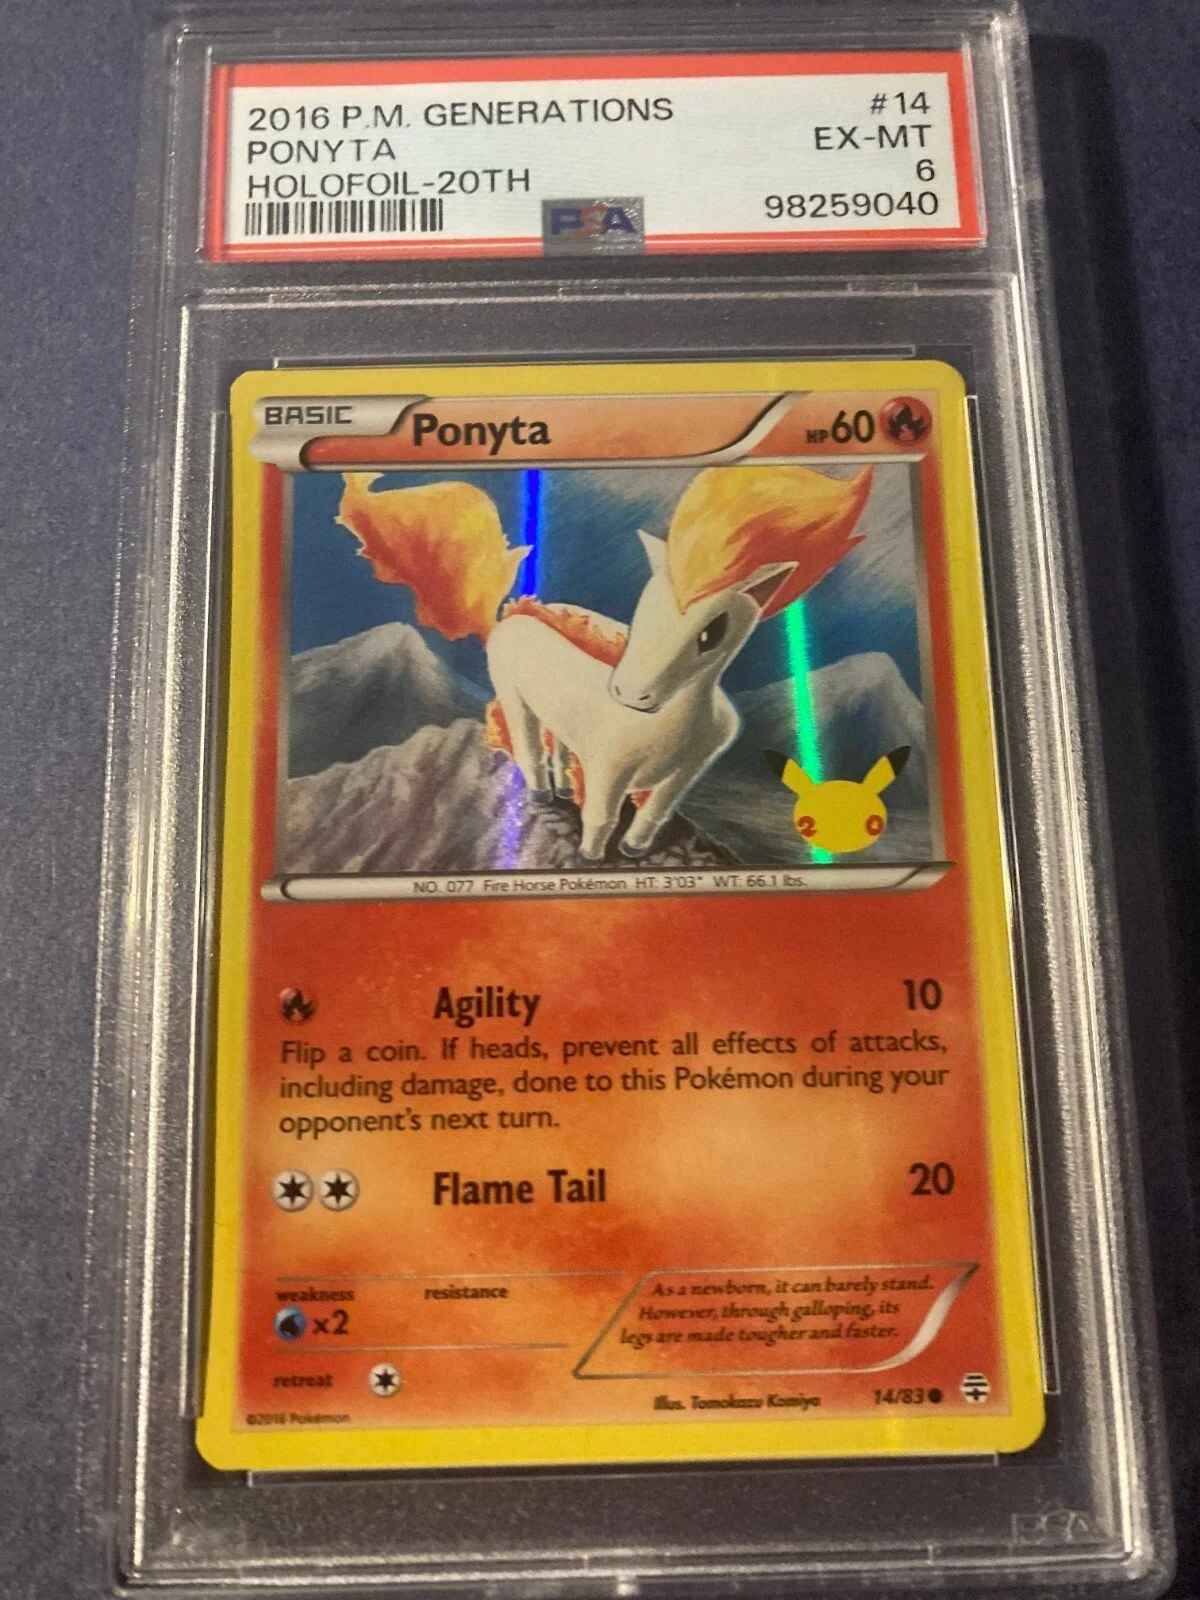 2016 P.M. GENERATIONS #14
PONYTA EX-MT
HOLOFOIL-20TH 6
PSA 98259040
BASIC Ponyta HP60
20
NO. 077 Fire Horse Pokémon HT: 3'03" WT: 66.1 lbs.
Agility 10
Flip a coin. If heads, prevent all effects of attacks,
including damage, done to this Pokémon during your
opponent's next turn.
Flame Tail 20
weakness resistance
x2
As a newborn, it can barely stand.
However, through galloping, its
legs are made tougher and faster.
retreat
Illus. Tomokazu Komiya 14/83
©2016 Pokémon
PSA